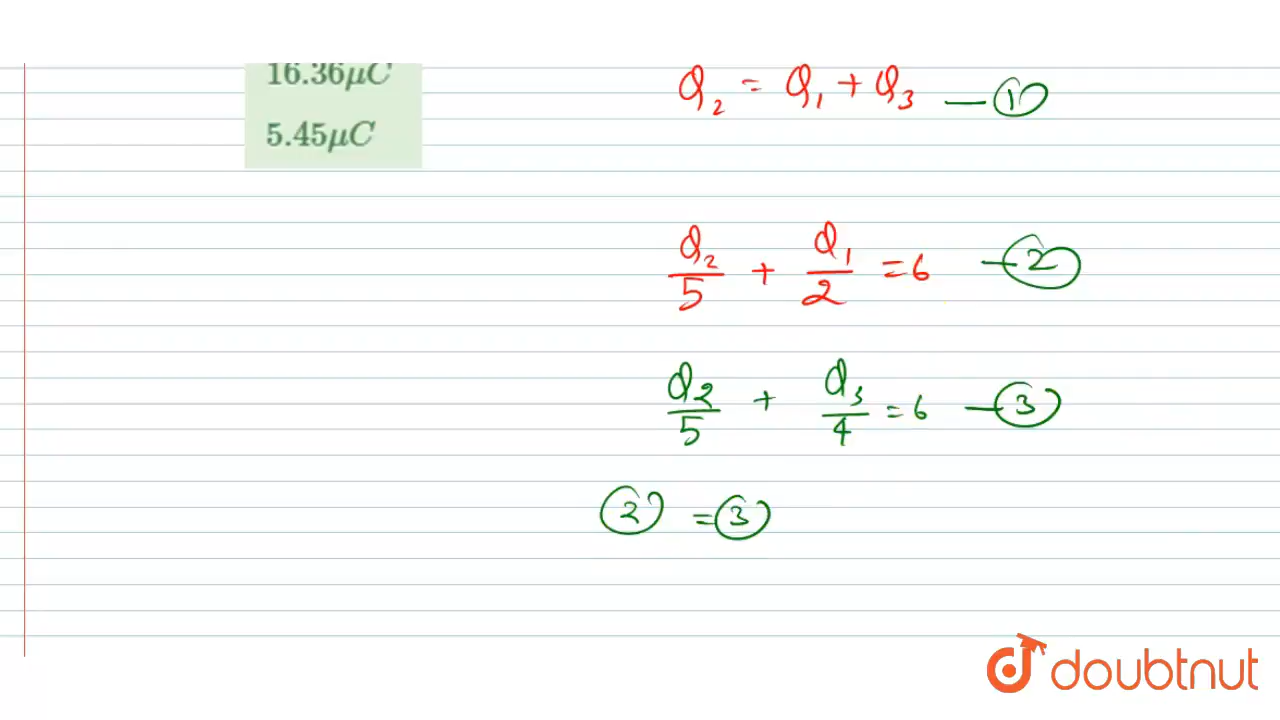 16.36μC
5.45μC
Q₂ = Q₁ + Q₃ — ①
Q₂/5 + Q₁/2 = 6 — ②
Q₂/5 + Q₃/4 = 6 — ③
② = ③
doubtnut